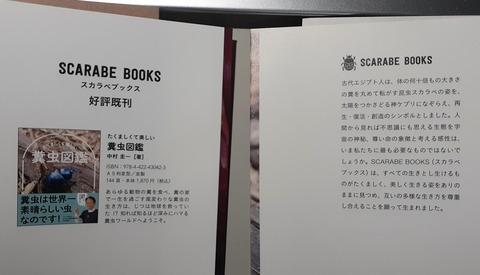 SCARABE BOOKS
スカラベブックス
好評既刊
糞虫図鑑
糞虫は世界一
素晴らしい虫
なのです!
たくましくて美しい
糞虫図鑑
中村 圭一[著]
ISBN:978-4-422-43042-3
A5判変型/並製
144頁・本体1,870円(税込)
あらゆる動物の糞を食べ、糞の家
で一生を過ごす風変わりな糞虫の
生き方は、じつは地球を救ってい
た!? 知れば知るほど深みにハマる
糞虫ワールドへようこそ。
SCARABE BOOKS
古代エジプト人は、体の何十倍もの大きさ
の糞を丸めて転がす昆虫スカラベの姿を、
太陽をつかさどる神ケプリになぞらえ、再
生・復活・創造のシンボルとしました。人
間から見れば不思議にも思える生態を宇
宙の神秘、尊い命の象徴と考える感性は、
いま私たちに最も必要なものではないで
しょうか。SCARABE BOOKS(スカラ
ベブックス)は、すべての生きとし生けるも
のがたくましく、美しく生きる姿をありの
ままに見つめ、互いの多様な生き方を尊重
し合えることを願って生まれました。